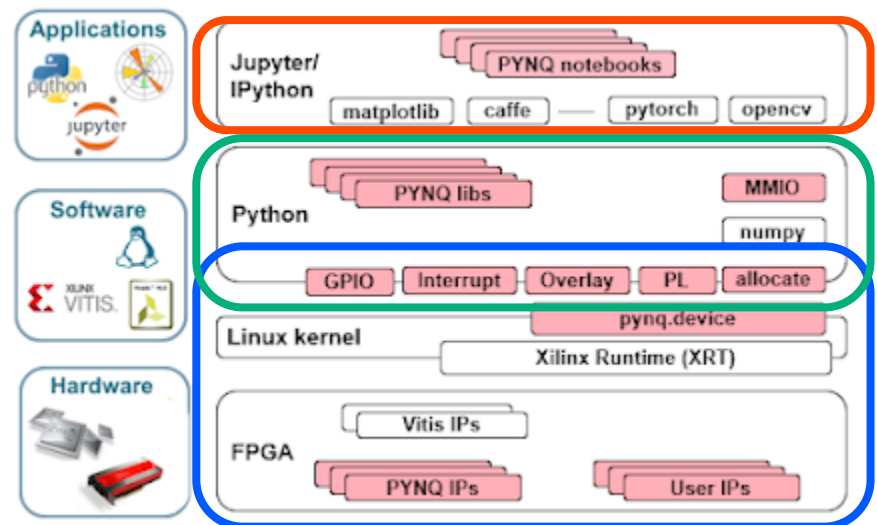 Applications
python
jupyter
Software
XILINX
VITIS.
Hardware
Jupyter/
IPython
PYNQ notebooks
matplotlib
caffe
pytorch
opencv
Python
PYNQ libs
MMIO
numpy
GPIO
Interrupt
Overlay
PL
allocate
Linux kernel
pynq.device
Xilinx Runtime (XRT)
FPGA
Vitis IPs
PYNQ IPs
User IPs